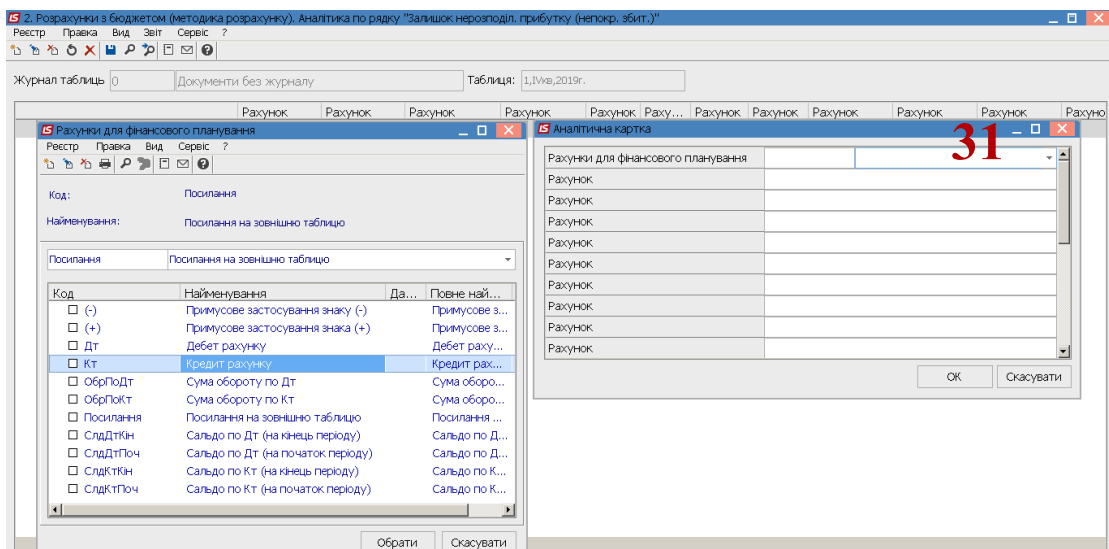 2. Розрахунки з бюджетом (методика розрахунку). Аналітика по рядку "Залишок нерозподіл. прибутку (непокр. збит.)"
Реєстр Правка Вид Звіт Сервіс ?
Журнал таблиць 0 Документи без журналу Таблиця: 1,IVкв,2019г.
Рахунок Рахунок Рахунок Рахунок Рахунок Раху... Рахунок Рахунок Рахунок Рахунок Рахунок Рахуно
Рахунки для фінансового планування
Реєстр Правка Вид Сервіс ?
Код: Посилання
Найменування: Посилання на зовнішню таблицю
Посилання Посилання на зовнішню таблицю
Код Найменування Да... Повне най...
(-) Примусове застосування знаку (-) Примусове з...
(+) Примусове застосування знака (+) Примусове з...
Дт Дебет рахунку Дебет раху...
Кт Кредит рахунку Кредит рах...
ОбрПоДт Сума обороту по Дт Сума оборо...
ОбрПоКт Сума обороту по Кт Сума оборо...
Посилання Посилання на зовнішню таблицю Посилання ...
СлдДтКін Сальдо по Дт (на кінець періоду) Сальдо по Д...
СлдДтПоч Сальдо по Дт (на початок періоду) Сальдо по Д...
СлдКтКін Сальдо по Кт (на кінець періоду) Сальдо по К...
СлдКтПоч Сальдо по Кт (на початок періоду) Сальдо по К...
Обрати Скасувати
Аналітична картка
31
Рахунки для фінансового планування
Рахунок
Рахунок
Рахунок
Рахунок
Рахунок
Рахунок
Рахунок
Рахунок
Рахунок
ОК Скасувати